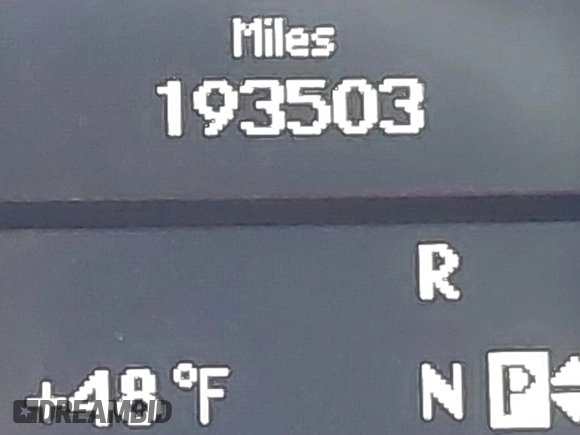 Miles
193503
R
+48°F N P
DREAMBID